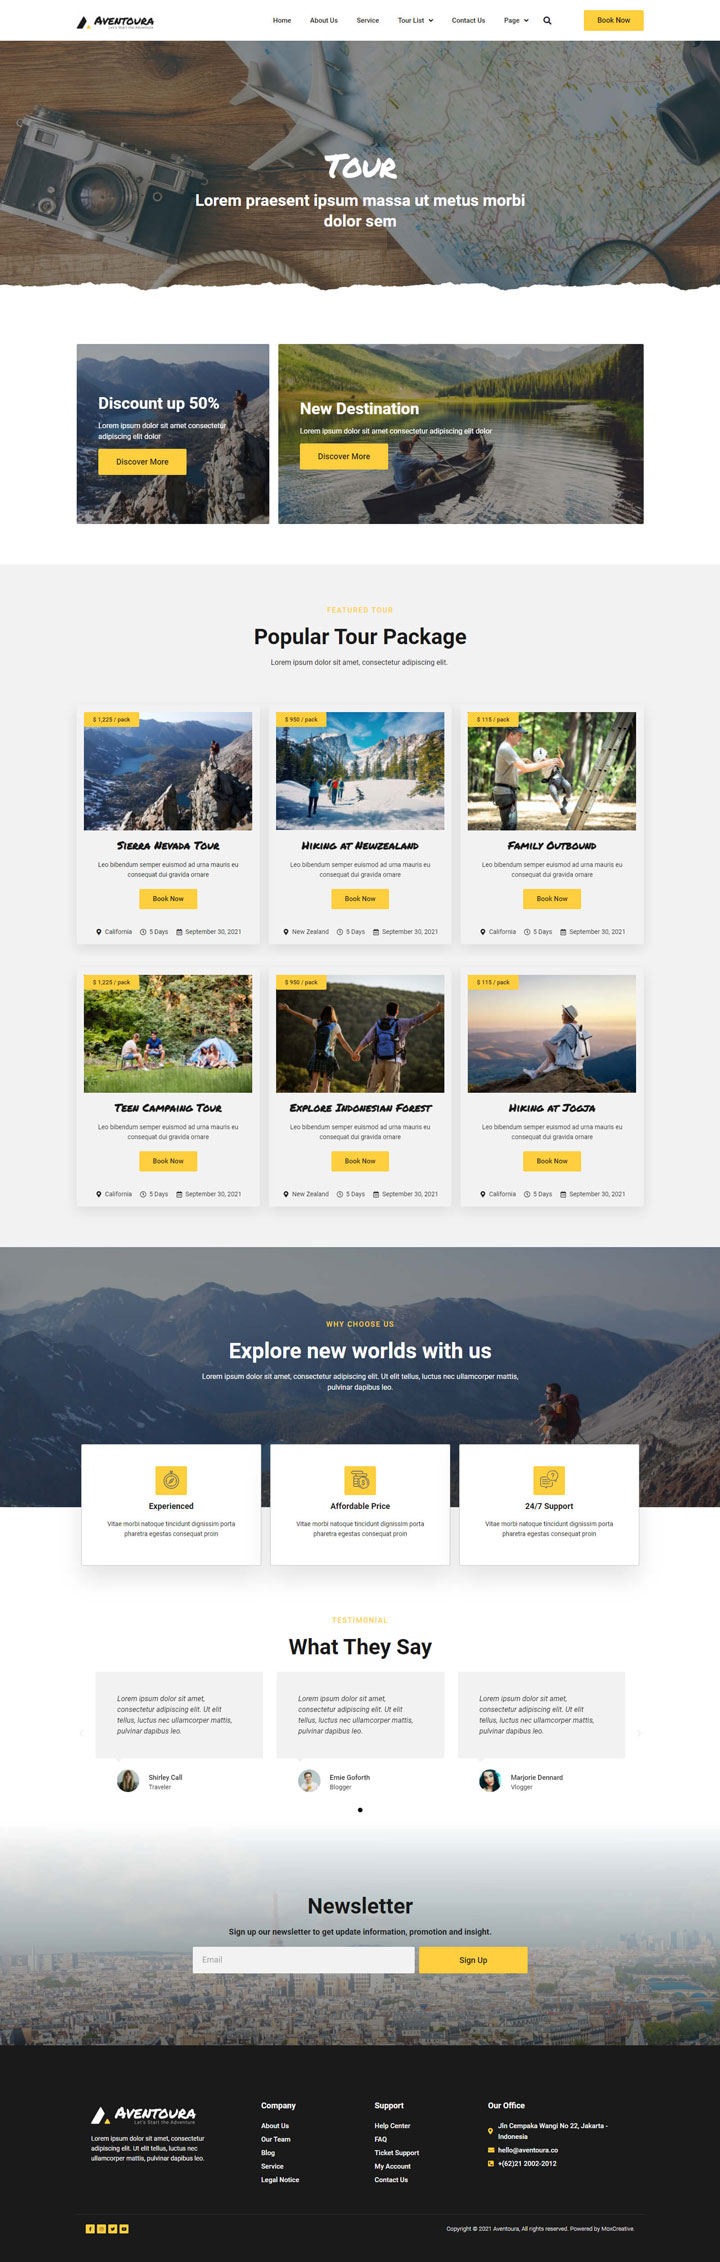 AVENTOURA
Let's Start the Adventure
Home About Us Service Tour List Contact Us Page
Book Now
Tour
Lorem praesent ipsum massa ut metus morbi
dolor sem
Discount up 50%
Lorem ipsum dolor sit amet consectetur
adipiscing elit dolor
Discover More
New Destination
Lorem ipsum dolor sit amet consectetur adipiscing elit dolor
Discover More
FEATURED TOUR
Popular Tour Package
Lorem ipsum dolor sit amet, consectetur adipiscing elit.
$ 1,225 / pack
Sierra Nevada Tour
Leo bibendum semper euismod ad urna mauris eu
consequat dui gravida ornare
Book Now
California 5 Days September 30, 2021
$ 950 / pack
Hiking at Newzealand
Leo bibendum semper euismod ad urna mauris eu
consequat dui gravida ornare
Book Now
New Zealand 5 Days September 30, 2021
$ 115 / pack
Family Outbound
Leo bibendum semper euismod ad urna mauris eu
consequat dui gravida ornare
Book Now
California 5 Days September 30, 2021
$ 1,225 / pack
Teen Campaing Tour
Leo bibendum semper euismod ad urna mauris eu
consequat dui gravida ornare
Book Now
California 5 Days September 30, 2021
$ 950 / pack
Explore Indonesian Forest
Leo bibendum semper euismod ad urna mauris eu
consequat dui gravida ornare
Book Now
New Zealand 5 Days September 30, 2021
$ 115 / pack
Hiking at Jogja
Leo bibendum semper euismod ad urna mauris eu
consequat dui gravida ornare
Book Now
California 5 Days September 30, 2021
WHY CHOOSE US
Explore new worlds with us
Lorem ipsum dolor sit amet, consectetur adipiscing elit. Ut elit tellus, luctus nec ullamcorper mattis,
pulvinar dapibus leo.
Experienced
Vitae morbi natoque tincidunt dignissim porta
pharetra egestas consequat proin
Affordable Price
Vitae morbi natoque tincidunt dignissim porta
pharetra egestas consequat proin
24/7 Support
Vitae morbi natoque tincidunt dignissim porta
pharetra egestas consequat proin
TESTIMONIAL
What They Say
Lorem ipsum dolor sit amet,
consectetur adipiscing elit. Ut elit
tellus, luctus nec ullamcorper mattis,
pulvinar dapibus leo.
Shirley Call
Traveler
Lorem ipsum dolor sit amet,
consectetur adipiscing elit. Ut elit
tellus, luctus nec ullamcorper mattis,
pulvinar dapibus leo.
Ernie Goforth
Blogger
Lorem ipsum dolor sit amet,
consectetur adipiscing elit. Ut elit
tellus, luctus nec ullamcorper mattis,
pulvinar dapibus leo.
Marjorie Dennard
Vlogger
Newsletter
Sign up our newsletter to get update information, promotion and insight.
Email
Sign Up
AVENTOURA
Let's Start the Adventure
Lorem ipsum dolor sit amet, consectetur
adipiscing elit. Ut elit tellus, luctus nec
ullamcorper mattis, pulvinar dapibus leo.
Company
About Us
Our Team
Blog
Service
Legal Notice
Support
Help Center
FAQ
Ticket Support
My Account
Contact Us
Our Office
Jln Cempaka Wangi No 22, Jakarta -
Indonesia
hello@aventoura.co
+(62)21 2002-2012
Copyright © 2021 Aventoura, All rights reserved. Powered by MoxCreative.